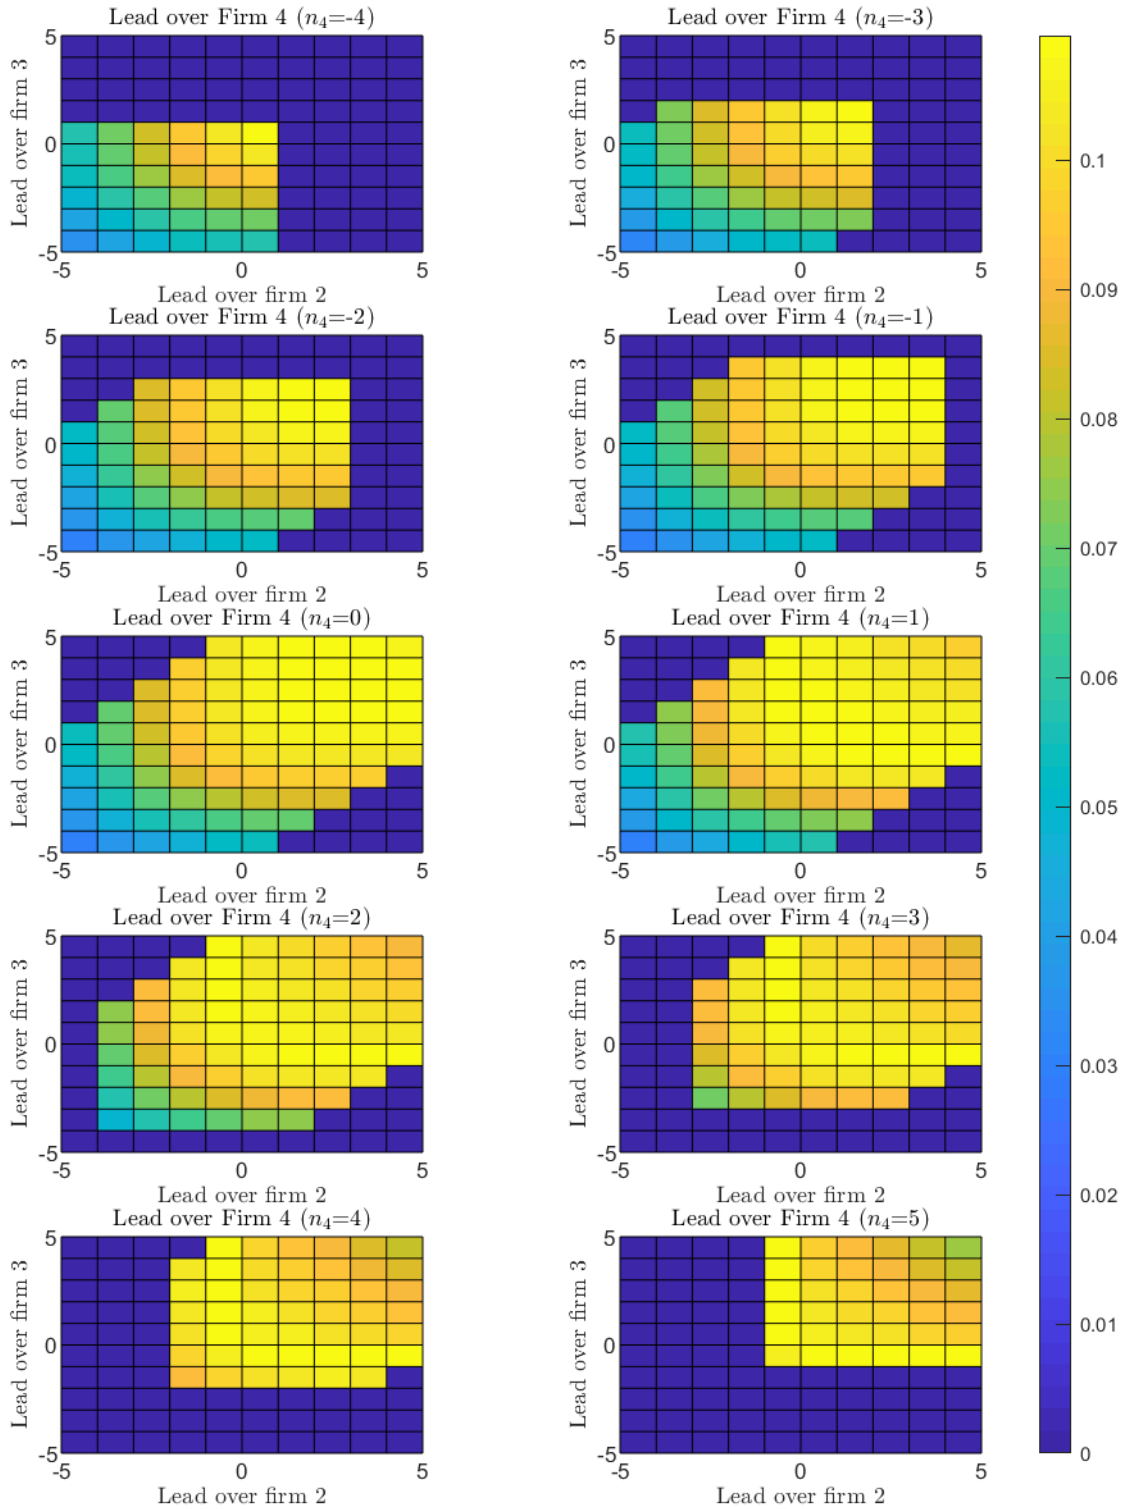 Lead over Firm 4 (n₄=-4)
5
0
-5
Lead over firm 3
-5 0 5
Lead over firm 2
Lead over Firm 4 (n₄=-3)
5
0
-5
Lead over firm 3
-5 0 5
Lead over firm 2
Lead over Firm 4 (n₄=-2)
5
0
-5
Lead over firm 3
-5 0 5
Lead over firm 2
Lead over Firm 4 (n₄=-1)
5
0
-5
Lead over firm 3
-5 0 5
Lead over firm 2
Lead over Firm 4 (n₄=0)
5
0
-5
Lead over firm 3
-5 0 5
Lead over firm 2
Lead over Firm 4 (n₄=1)
5
0
-5
Lead over firm 3
-5 0 5
Lead over firm 2
Lead over Firm 4 (n₄=2)
5
0
-5
Lead over firm 3
-5 0 5
Lead over firm 2
Lead over Firm 4 (n₄=3)
5
0
-5
Lead over firm 3
-5 0 5
Lead over firm 2
Lead over Firm 4 (n₄=4)
5
0
-5
Lead over firm 3
-5 0 5
Lead over firm 2
Lead over Firm 4 (n₄=5)
5
0
-5
Lead over firm 3
-5 0 5
Lead over firm 2
0.1
0.09
0.08
0.07
0.06
0.05
0.04
0.03
0.02
0.01
0